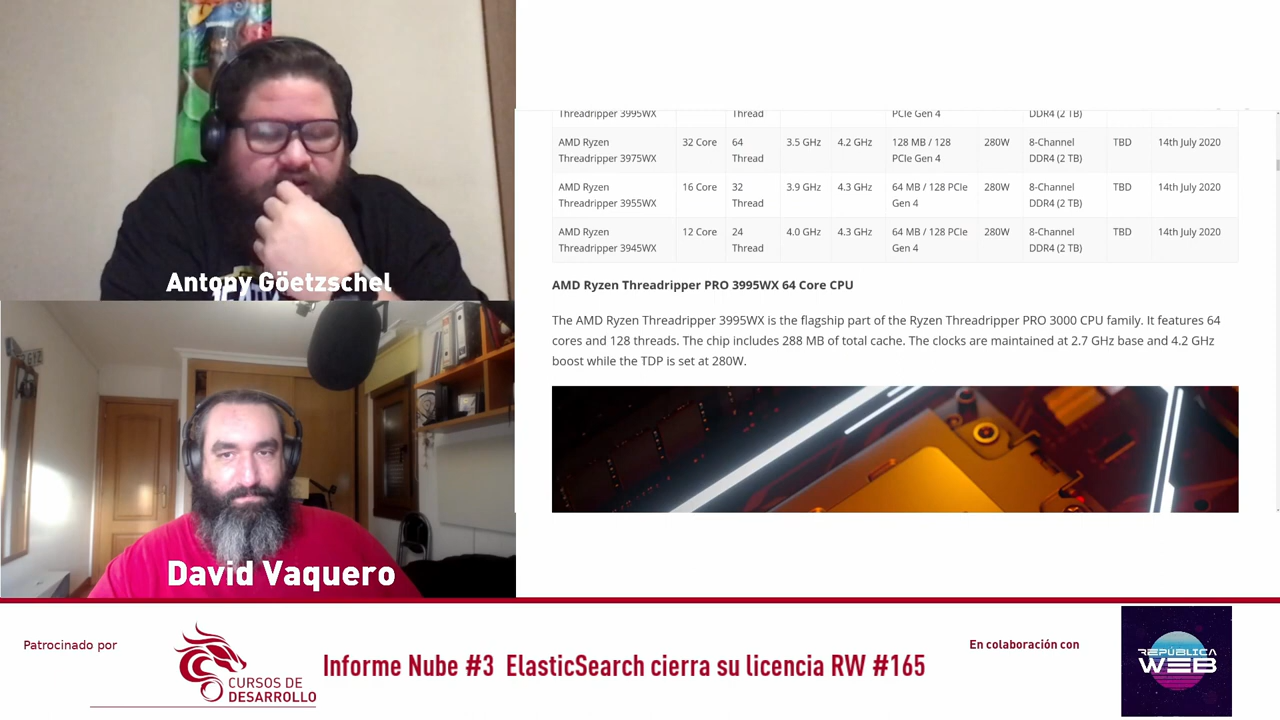 Antony Göetzschel
David Vaquero
Threadripper 3995WX Thread PCIe Gen 4 DDR4 (2 TB)
AMD Ryzen 32 Core 64 3.5 GHz 4.2 GHz 128 MB / 128 280W 8-Channel TBD 14th July 2020
Threadripper 3975WX Thread PCIe Gen 4 DDR4 (2 TB)
AMD Ryzen 16 Core 32 3.9 GHz 4.3 GHz 64 MB / 128 PCIe 280W 8-Channel TBD 14th July 2020
Threadripper 3955WX Thread Gen 4 DDR4 (2 TB)
AMD Ryzen 12 Core 24 4.0 GHz 4.3 GHz 64 MB / 128 PCIe 280W 8-Channel TBD 14th July 2020
Threadripper 3945WX Thread Gen 4 DDR4 (2 TB)
AMD Ryzen Threadripper PRO 3995WX 64 Core CPU
The AMD Ryzen Threadripper 3995WX is the flagship part of the Ryzen Threadripper PRO 3000 CPU family. It features 64
cores and 128 threads. The chip includes 288 MB of total cache. The clocks are maintained at 2.7 GHz base and 4.2 GHz
boost while the TDP is set at 280W.
Patrocinado por
CURSOS DE
DESARROLLO
Informe Nube #3 ElasticSearch cierra su licencia RW #165
En colaboración con
REPÚBLICA
WEB